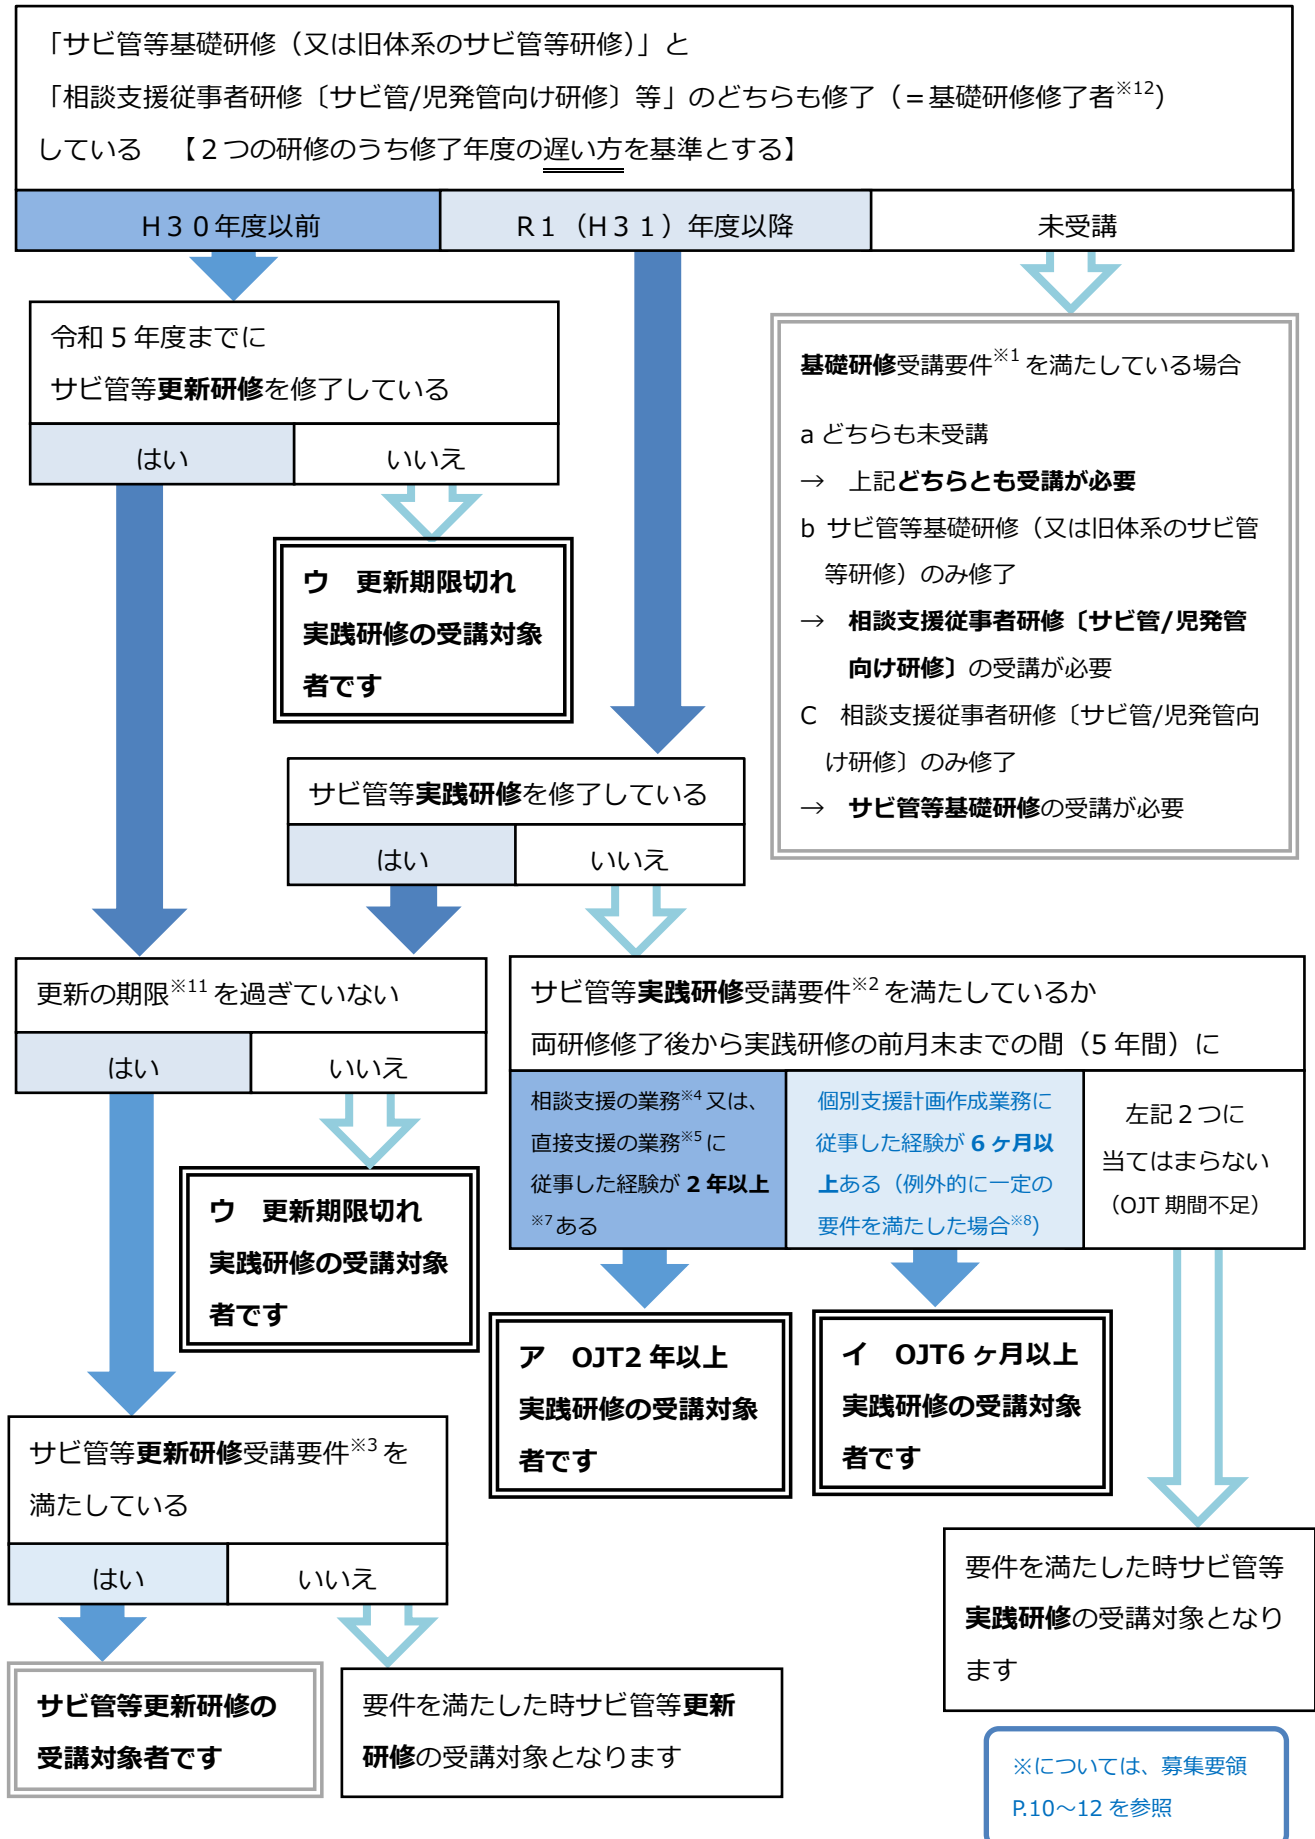 「サビ管等基礎研修（又は旧体系のサビ管等研修）」と
「相談支援従事者研修〔サビ管/児発管向け研修〕等」のどちらも修了（＝基礎研修修了者※12）
している　【２つの研修のうち修了年度の遅い方を基準とする】
Ｈ３０年度以前
Ｒ１（Ｈ３１）年度以降
未受講
令和５年度までに
サビ管等更新研修を修了している
はい
いいえ
ウ　更新期限切れ
実践研修の受講対象
者です
基礎研修受講要件※1 を満たしている場合
a どちらも未受講
→　上記どちらとも受講が必要
b サビ管等基礎研修（又は旧体系のサビ管
等研修）のみ修了
→　相談支援従事者研修〔サビ管/児発管
向け研修〕の受講が必要
C　相談支援従事者研修〔サビ管/児発管向
け研修〕のみ修了
→　サビ管等基礎研修の受講が必要
サビ管等実践研修を修了している
はい
いいえ
更新の期限※11 を過ぎていない
はい
いいえ
ウ　更新期限切れ
実践研修の受講対象
者です
サビ管等実践研修受講要件※2 を満たしているか
両研修修了後から実践研修の前月末までの間（5 年間）に
相談支援の業務※4 又は、
直接支援の業務※5 に
従事した経験が 2 年以上
※7 ある
個別支援計画作成業務に
従事した経験が 6 ヶ月以
上ある（例外的に一定の
要件を満たした場合※8）
左記２つに
当てはまらない
（OJT 期間不足）
ア　OJT2 年以上
実践研修の受講対象
者です
イ　OJT6 ヶ月以上
実践研修の受講対象
者です
サビ管等更新研修受講要件※3 を
満たしている
はい
いいえ
サビ管等更新研修の
受講対象者です
要件を満たした時サビ管等更新
研修の受講対象となります
要件を満たした時サビ管等
実践研修の受講対象となり
ます
※については、募集要領
P.10～12 を参照